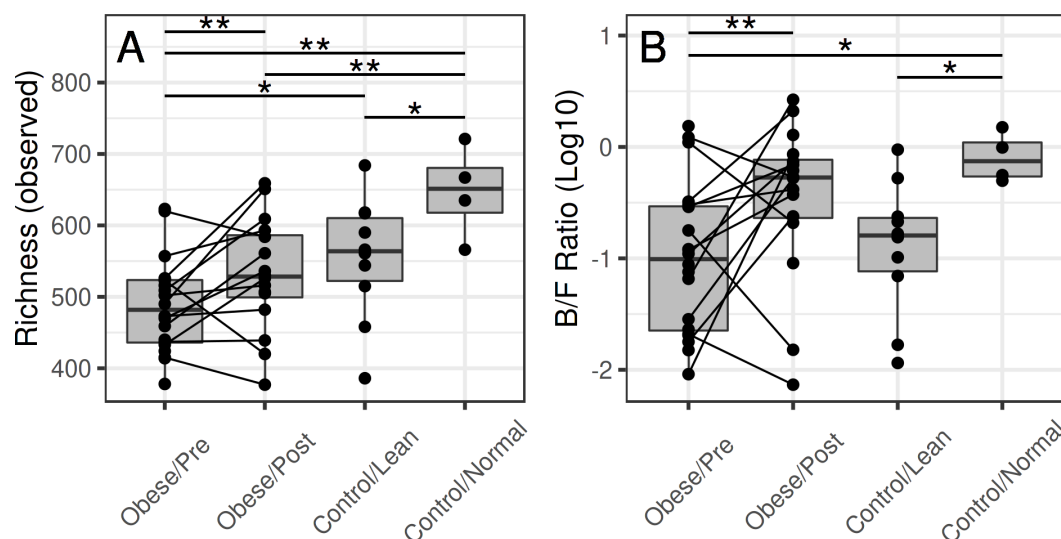 A
**
**
**
*
*
Richness (observed)
800
700
600
500
400
Obese/Pre
Obese/Post
Control/Lean
Control/Normal
B
**
*
*
B/F Ratio (Log10)
1
0
-1
-2
Obese/Pre
Obese/Post
Control/Lean
Control/Normal